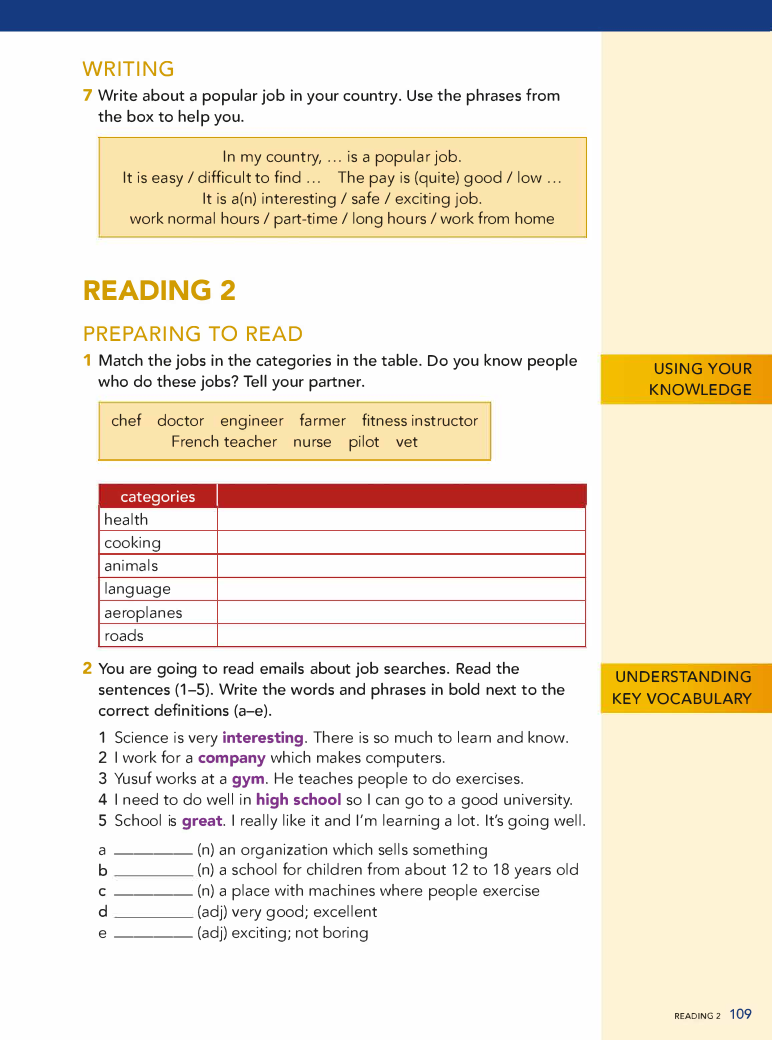 WRITING
7 Write about a popular job in your country. Use the phrases from
the box to help you.
In my country, … is a popular job.
It is easy / difficult to find … The pay is (quite) good / low …
It is a(n) interesting / safe / exciting job.
work normal hours / part-time / long hours / work from home
READING 2
PREPARING TO READ
1 Match the jobs in the categories in the table. Do you know people
who do these jobs? Tell your partner.
USING YOUR
KNOWLEDGE
chef doctor engineer farmer fitness instructor
French teacher nurse pilot vet
categories
health
cooking
animals
language
aeroplanes
roads
2 You are going to read emails about job searches. Read the
sentences (1–5). Write the words and phrases in bold next to the
correct definitions (a–e).
UNDERSTANDING
KEY VOCABULARY
1 Science is very interesting. There is so much to learn and know.
2 I work for a company which makes computers.
3 Yusuf works at a gym. He teaches people to do exercises.
4 I need to do well in high school so I can go to a good university.
5 School is great. I really like it and I'm learning a lot. It's going well.
a __________ (n) an organization which sells something
b __________ (n) a school for children from about 12 to 18 years old
c __________ (n) a place with machines where people exercise
d __________ (adj) very good; excellent
e __________ (adj) exciting; not boring
READING 2 109